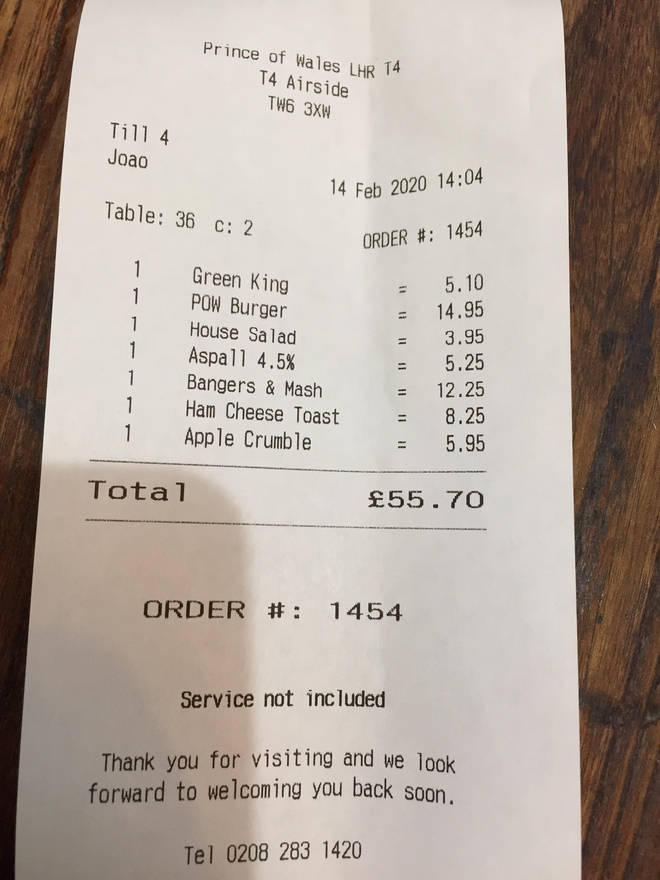 Prince of Wales LHR T4
T4 Airside
TW6 3XW
Till 4
Joao
14 Feb 2020 14:04
Table: 36 c: 2
ORDER #: 1454
1 Green King = 5.10
1 POW Burger = 14.95
1 House Salad = 3.95
1 Aspall 4.5% = 5.25
1 Bangers & Mash = 12.25
1 Ham Cheese Toast = 8.25
1 Apple Crumble = 5.95
Total £55.70
ORDER #: 1454
Service not included
Thank you for visiting and we look
forward to welcoming you back soon.
Tel 0208 283 1420